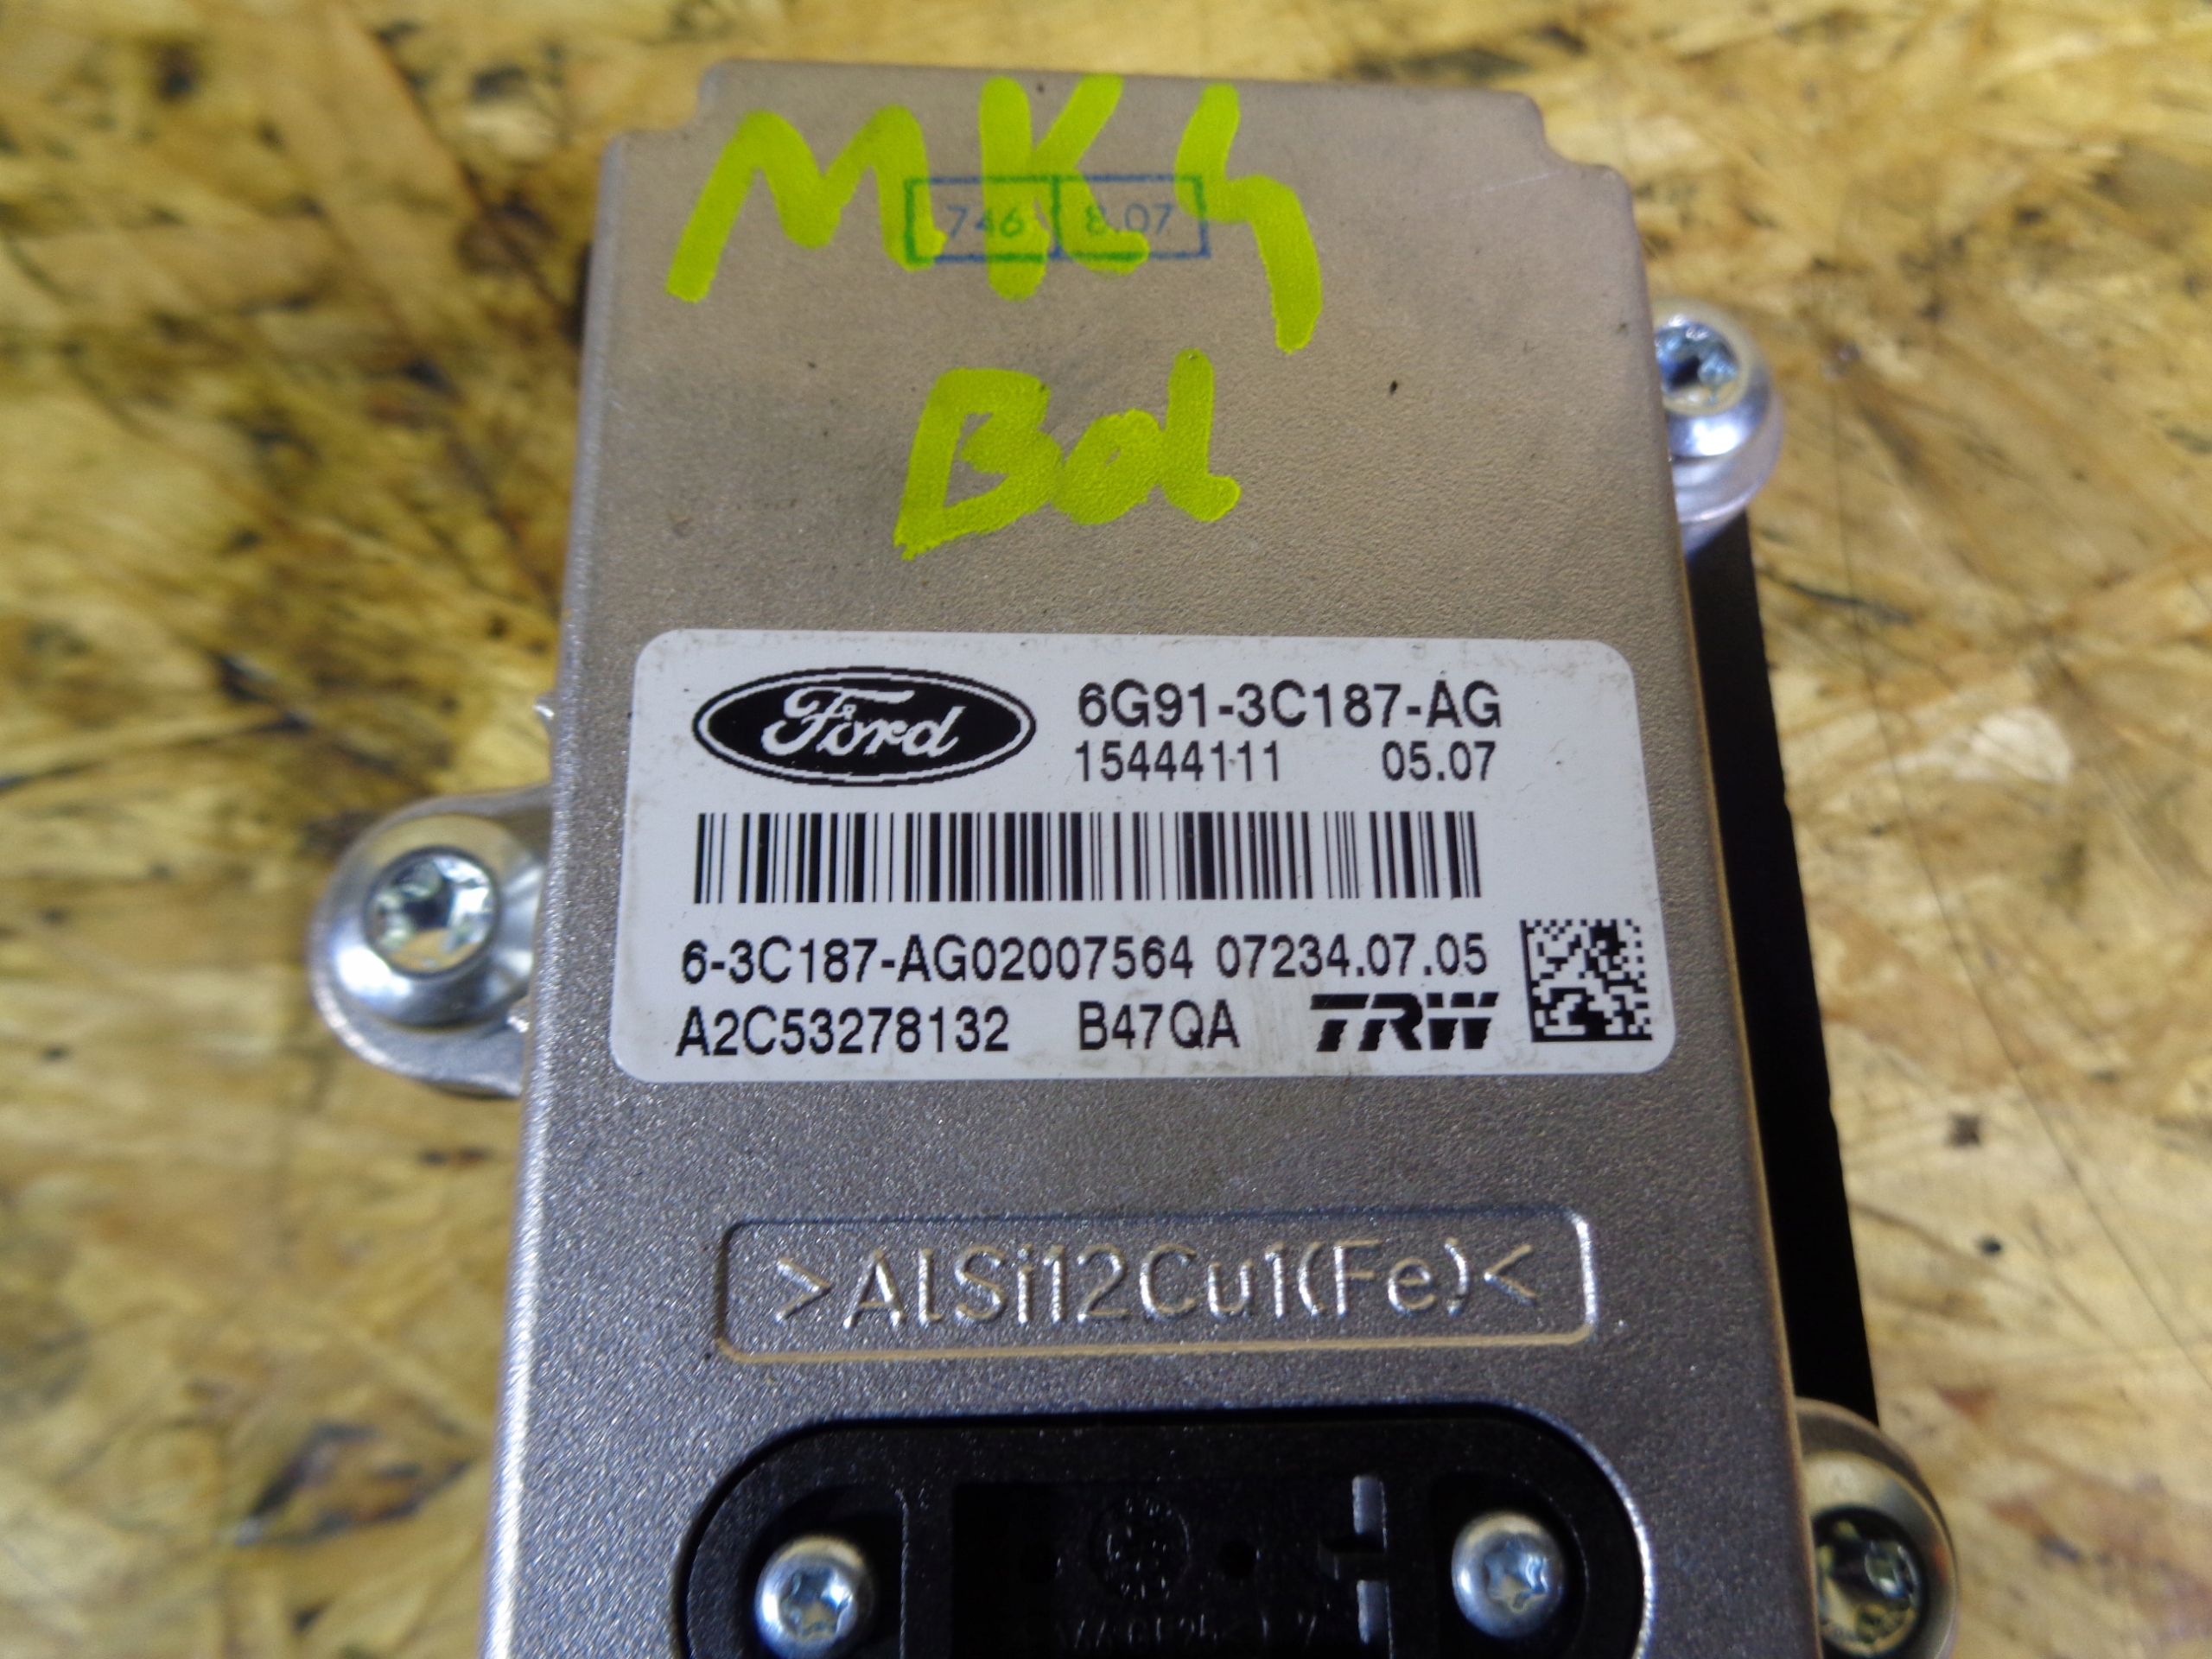 MK4
746 8.07
Bol
Ford 6G91-3C187-AG
15444111 05.07
6-3C187-AG02007564 07234.07.05
A2C53278132 B47QA TRW
>AlSi12Cu1(Fe)<